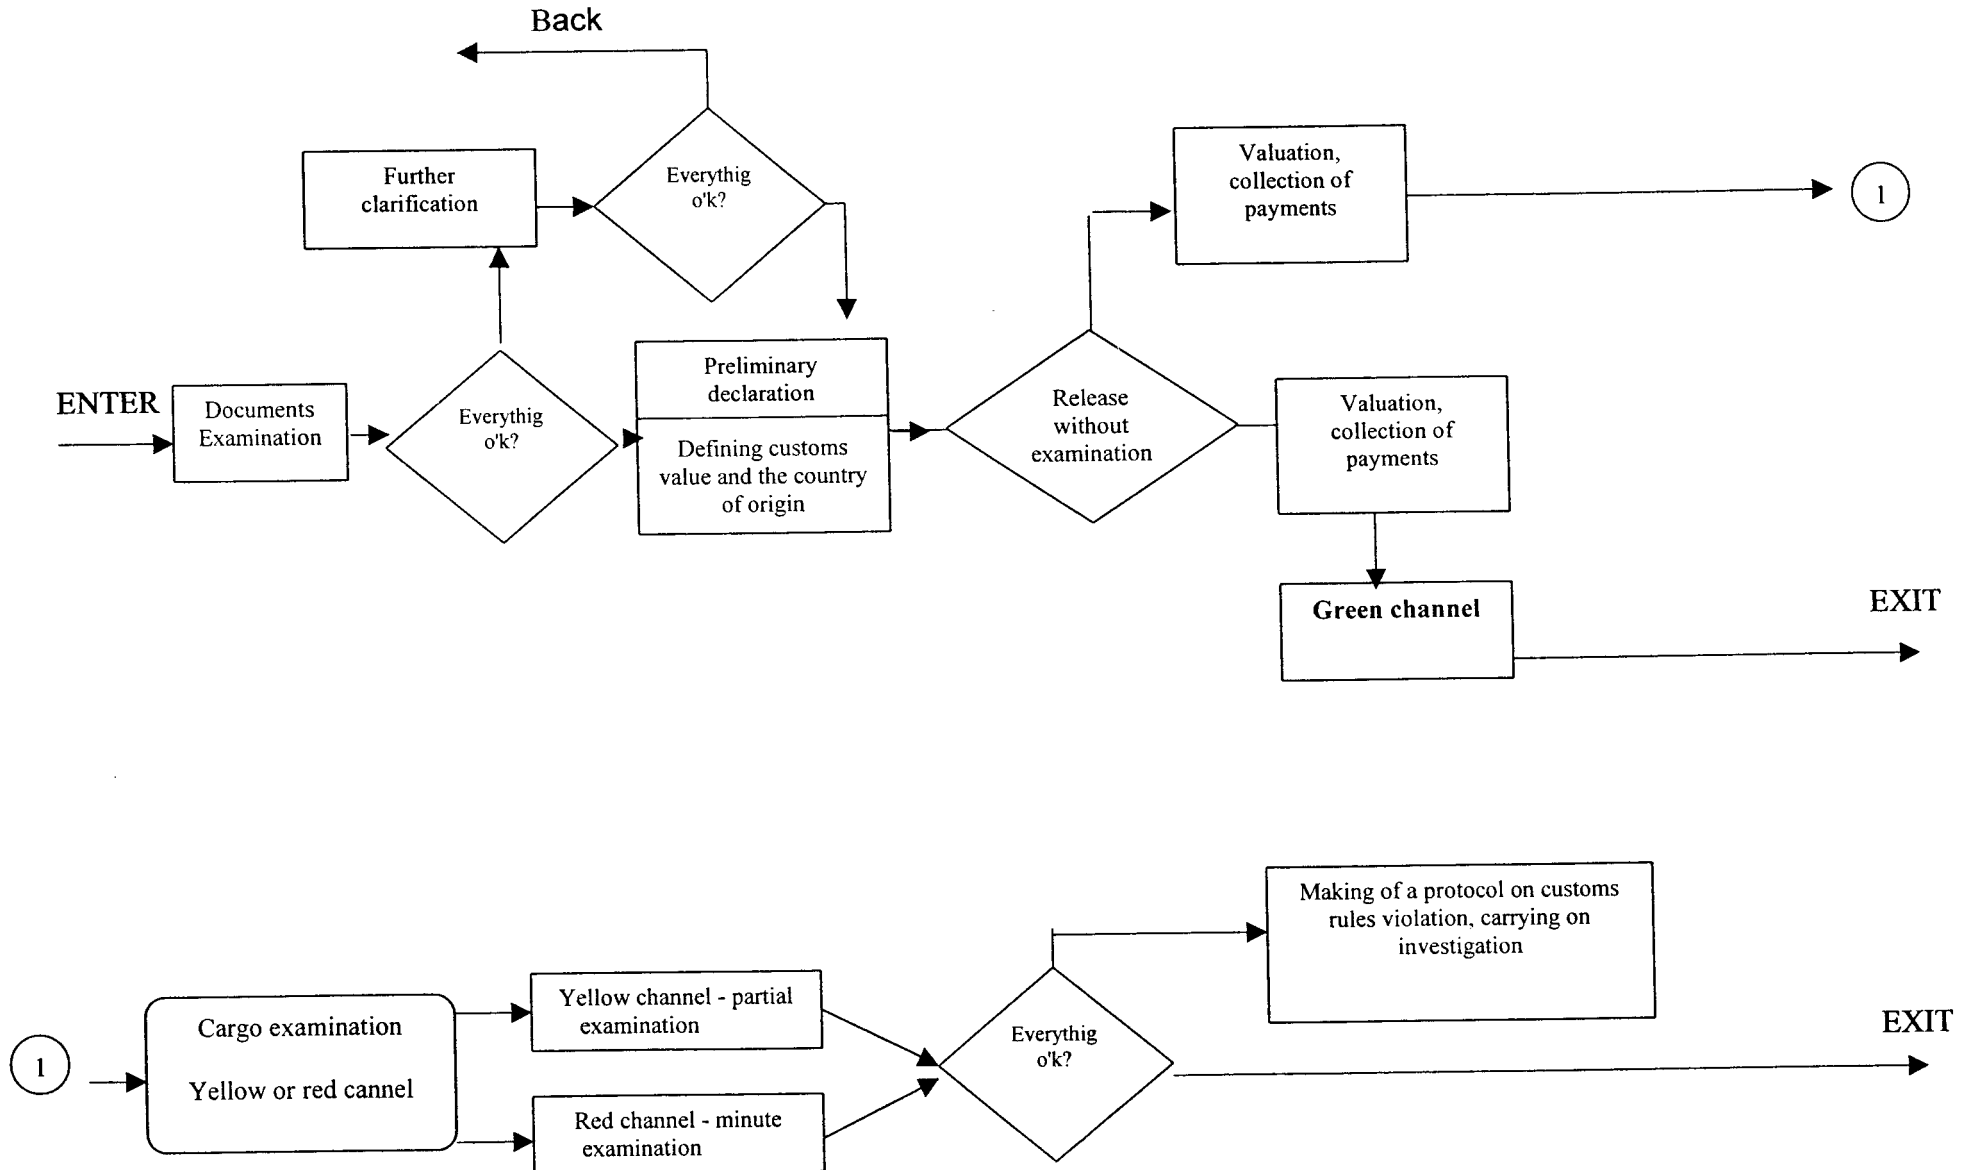 Back
Further
clarification
Everythig
o'k?
Valuation,
collection of
payments
1
ENTER
Documents
Examination
Everythig
o'k?
Preliminary
declaration
Defining customs
value and the country
of origin
Release
without
examination
Valuation,
collection of
payments
Green channel
EXIT
1
Cargo examination
Yellow or red cannel
Yellow channel - partial
examination
Red channel - minute
examination
Everythig
o'k?
Making of a protocol on customs
rules violation, carrying on
investigation
EXIT